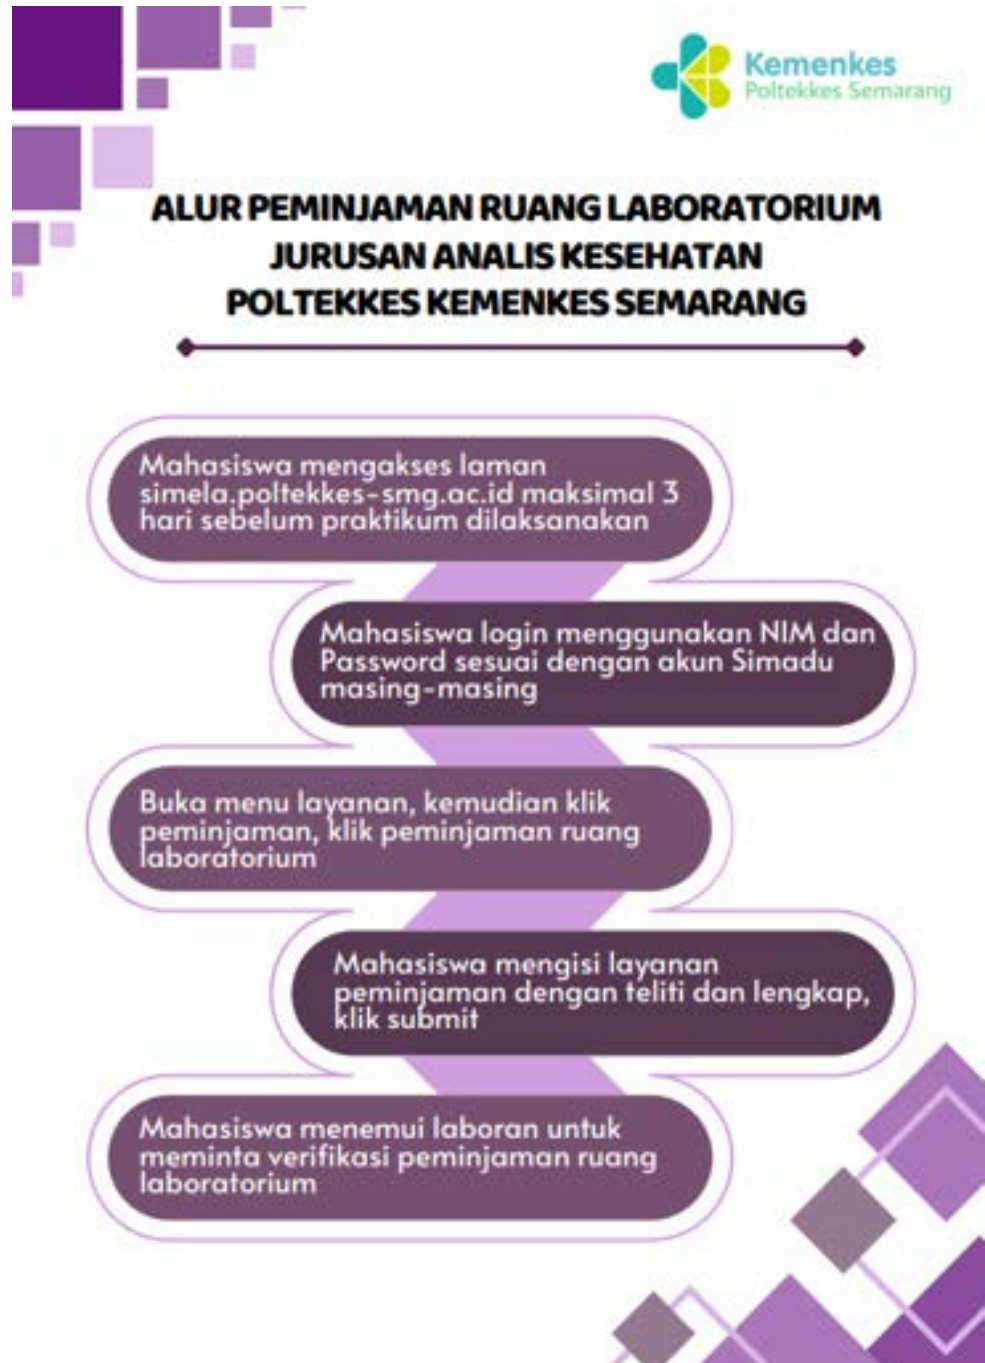 Kemenkes
Poltekkes Semarang
ALUR PEMINJAMAN RUANG LABORATORIUM
JURUSAN ANALIS KESEHATAN
POLTEKKES KEMENKES SEMARANG
Mahasiswa mengakses laman
simela.poltekkes-smg.ac.id maksimal 3
hari sebelum praktikum dilaksanakan
Mahasiswa login menggunakan NIM dan
Password sesuai dengan akun Simadu
masing-masing
Buka menu layanan, kemudian klik
peminjaman, klik peminjaman ruang
laboratorium
Mahasiswa mengisi layanan
peminjaman dengan teliti dan lengkap,
klik submit
Mahasiswa menemui laboran untuk
meminta verifikasi peminjaman ruang
laboratorium